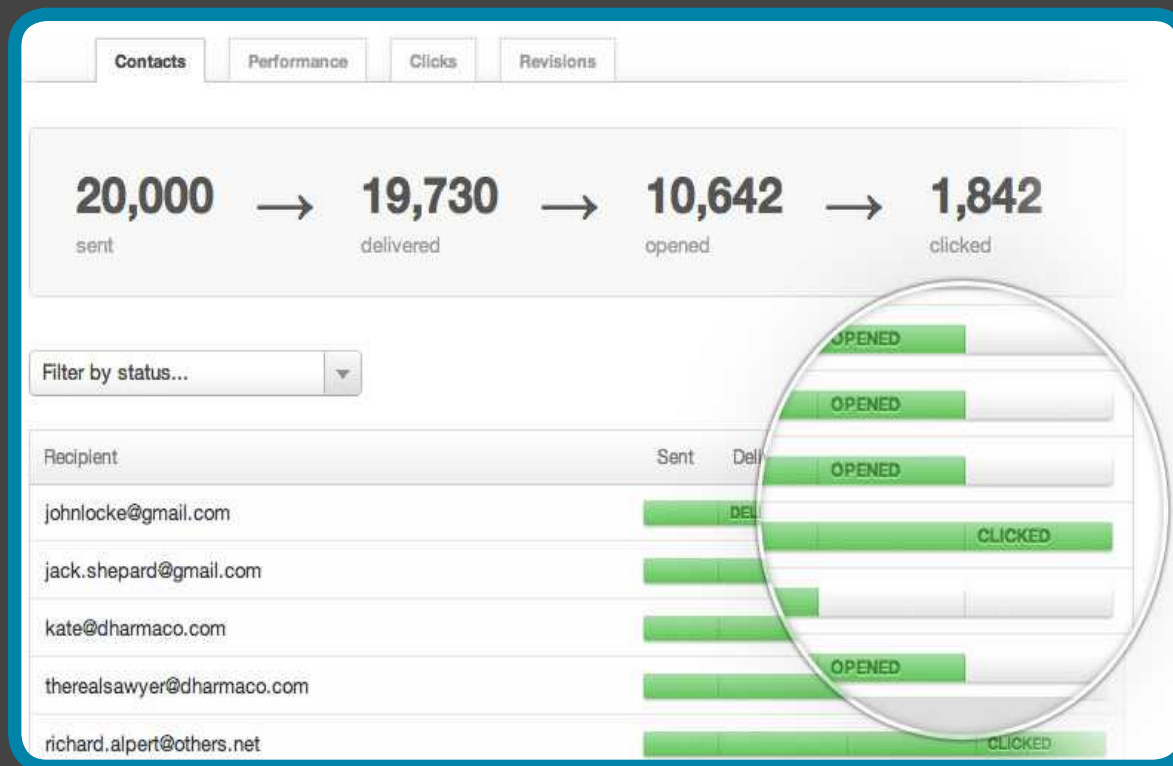 Contacts Performance Clicks Revisions
20,000 → 19,730 → 10,642 → 1,842
sent delivered opened clicked
OPENED
Filter by status...
OPENED
Recipient Sent
OPENED
johnlocke@gmail.com
CLICKED
jack.shepard@gmail.com
kate@dharmaco.com
OPENED
therealsawyer@dharmaco.com
richard.alpert@others.net CLICKED